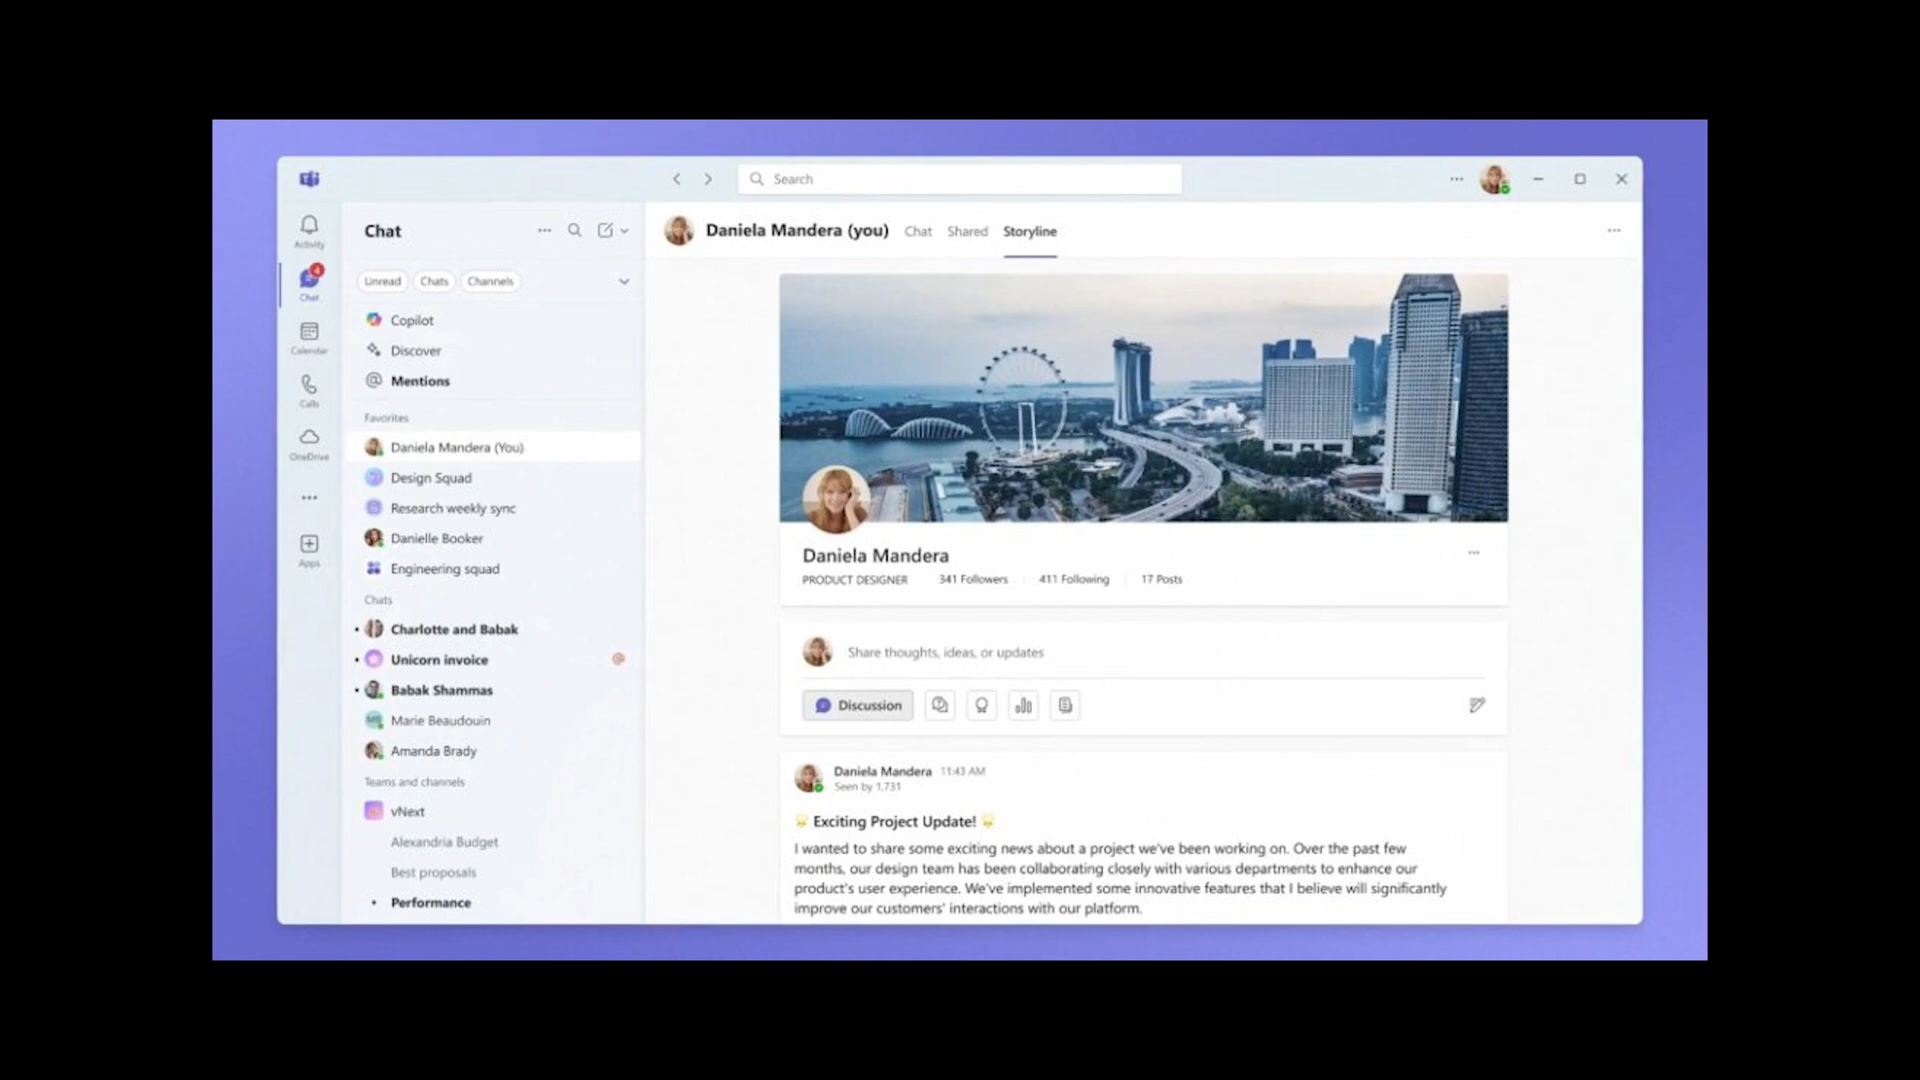 Search
Activity
4
Chat
Calendar
Calls
OneDrive
Apps
Chat
Unread
Chats
Channels
Copilot
Discover
Mentions
Favorites
Daniela Mandera (You)
Design Squad
Research weekly sync
Danielle Booker
Engineering squad
Chats
Charlotte and Babak
Unicorn invoice
Babak Shammas
MB
Marie Beaudouin
Amanda Brady
Teams and channels
vNext
Alexandria Budget
Best proposals
Performance
Daniela Mandera (you) Chat Shared Storyline
Daniela Mandera
PRODUCT DESIGNER 341 Followers 411 Following 17 Posts
Share thoughts, ideas, or updates
Discussion
Daniela Mandera 11:43 AM
Seen by 1,731
Exciting Project Update!
I wanted to share some exciting news about a project we've been working on. Over the past few
months, our design team has been collaborating closely with various departments to enhance our
product's user experience. We've implemented some innovative features that I believe will significantly
improve our customers' interactions with our platform.